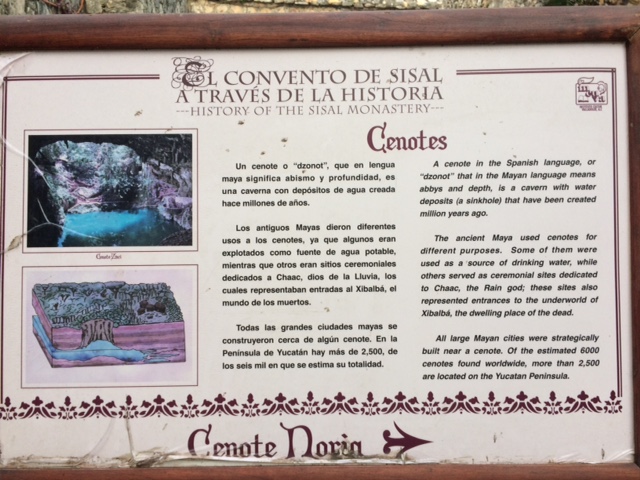 EL CONVENTO DE SISAL
A TRAVÉS DE LA HISTORIA
---HISTORY OF THE SISAL MONASTERY---
Cenotes
Un cenote o "dzonot", que en lengua
maya significa abismo y profundidad, es
una caverna con depósitos de agua creada
hace millones de años.
Los antiguos Mayas dieron diferentes
usos a los cenotes, ya que algunos eran
explotados como fuente de agua potable,
mientras que otros eran sitios ceremoniales
dedicados a Chaac, dios de la Lluvia, los
cuales representaban entradas al Xibalbá, el
mundo de los muertos.
Todas las grandes ciudades mayas se
construyeron cerca de algún cenote. En la
Península de Yucatán hay más de 2,500, de
los seis mil en que se estima su totalidad.
A cenote in the Spanish language, or
"dzonot" that in the Mayan language means
abbys and depth, is a cavern with water
deposits (a sinkhole) that have been created
million years ago.
The ancient Maya used cenotes for
different purposes. Some of them were
used as a source of drinking water, while
others served as ceremonial sites dedicated
to Chaac, the Rain god; these sites also
represented entrances to the underworld of
Xibalbá, the dwelling place of the dead.
All large Mayan cities were strategically
built near a cenote. Of the estimated 6000
cenotes found worldwide, more than 2,500
are located on the Yucatan Peninsula.
Cenote Zaci
Cenote Noria